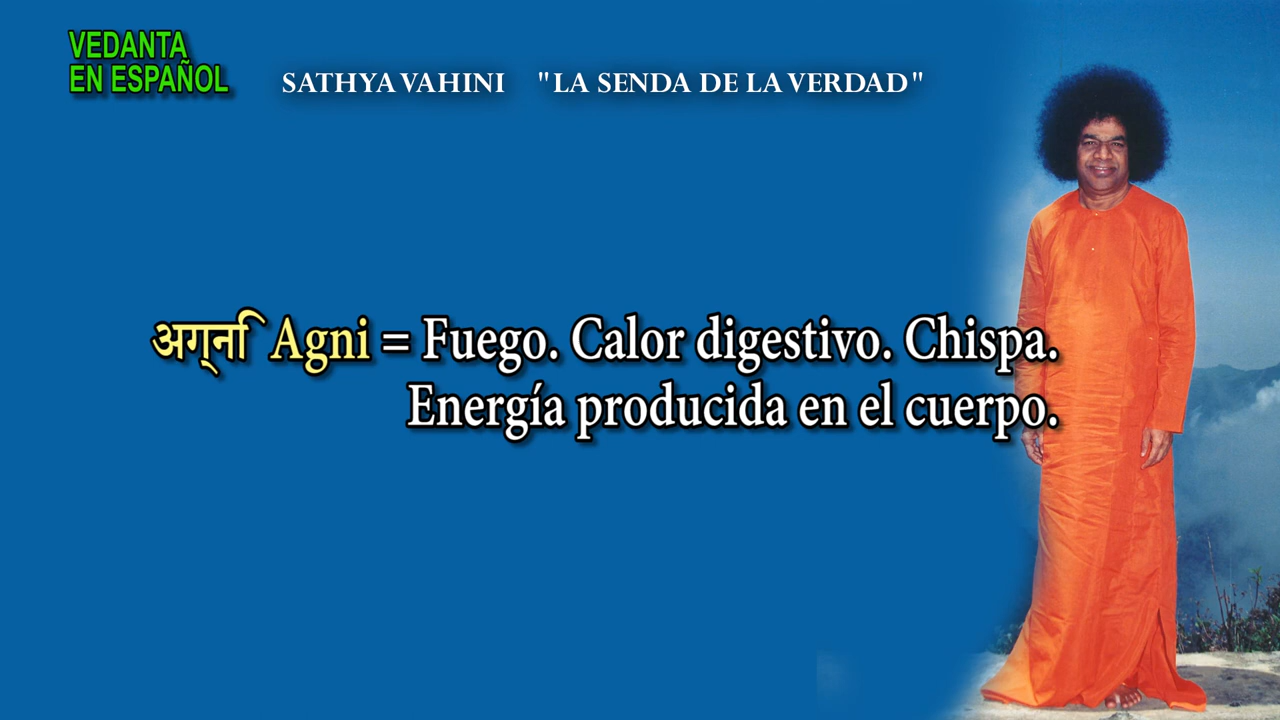 VEDANTA
EN ESPAÑOL
SATHYA VAHINI "LA SENDA DE LA VERDAD"
अग्नि Agni = Fuego. Calor digestivo. Chispa.
Energía producida en el cuerpo.